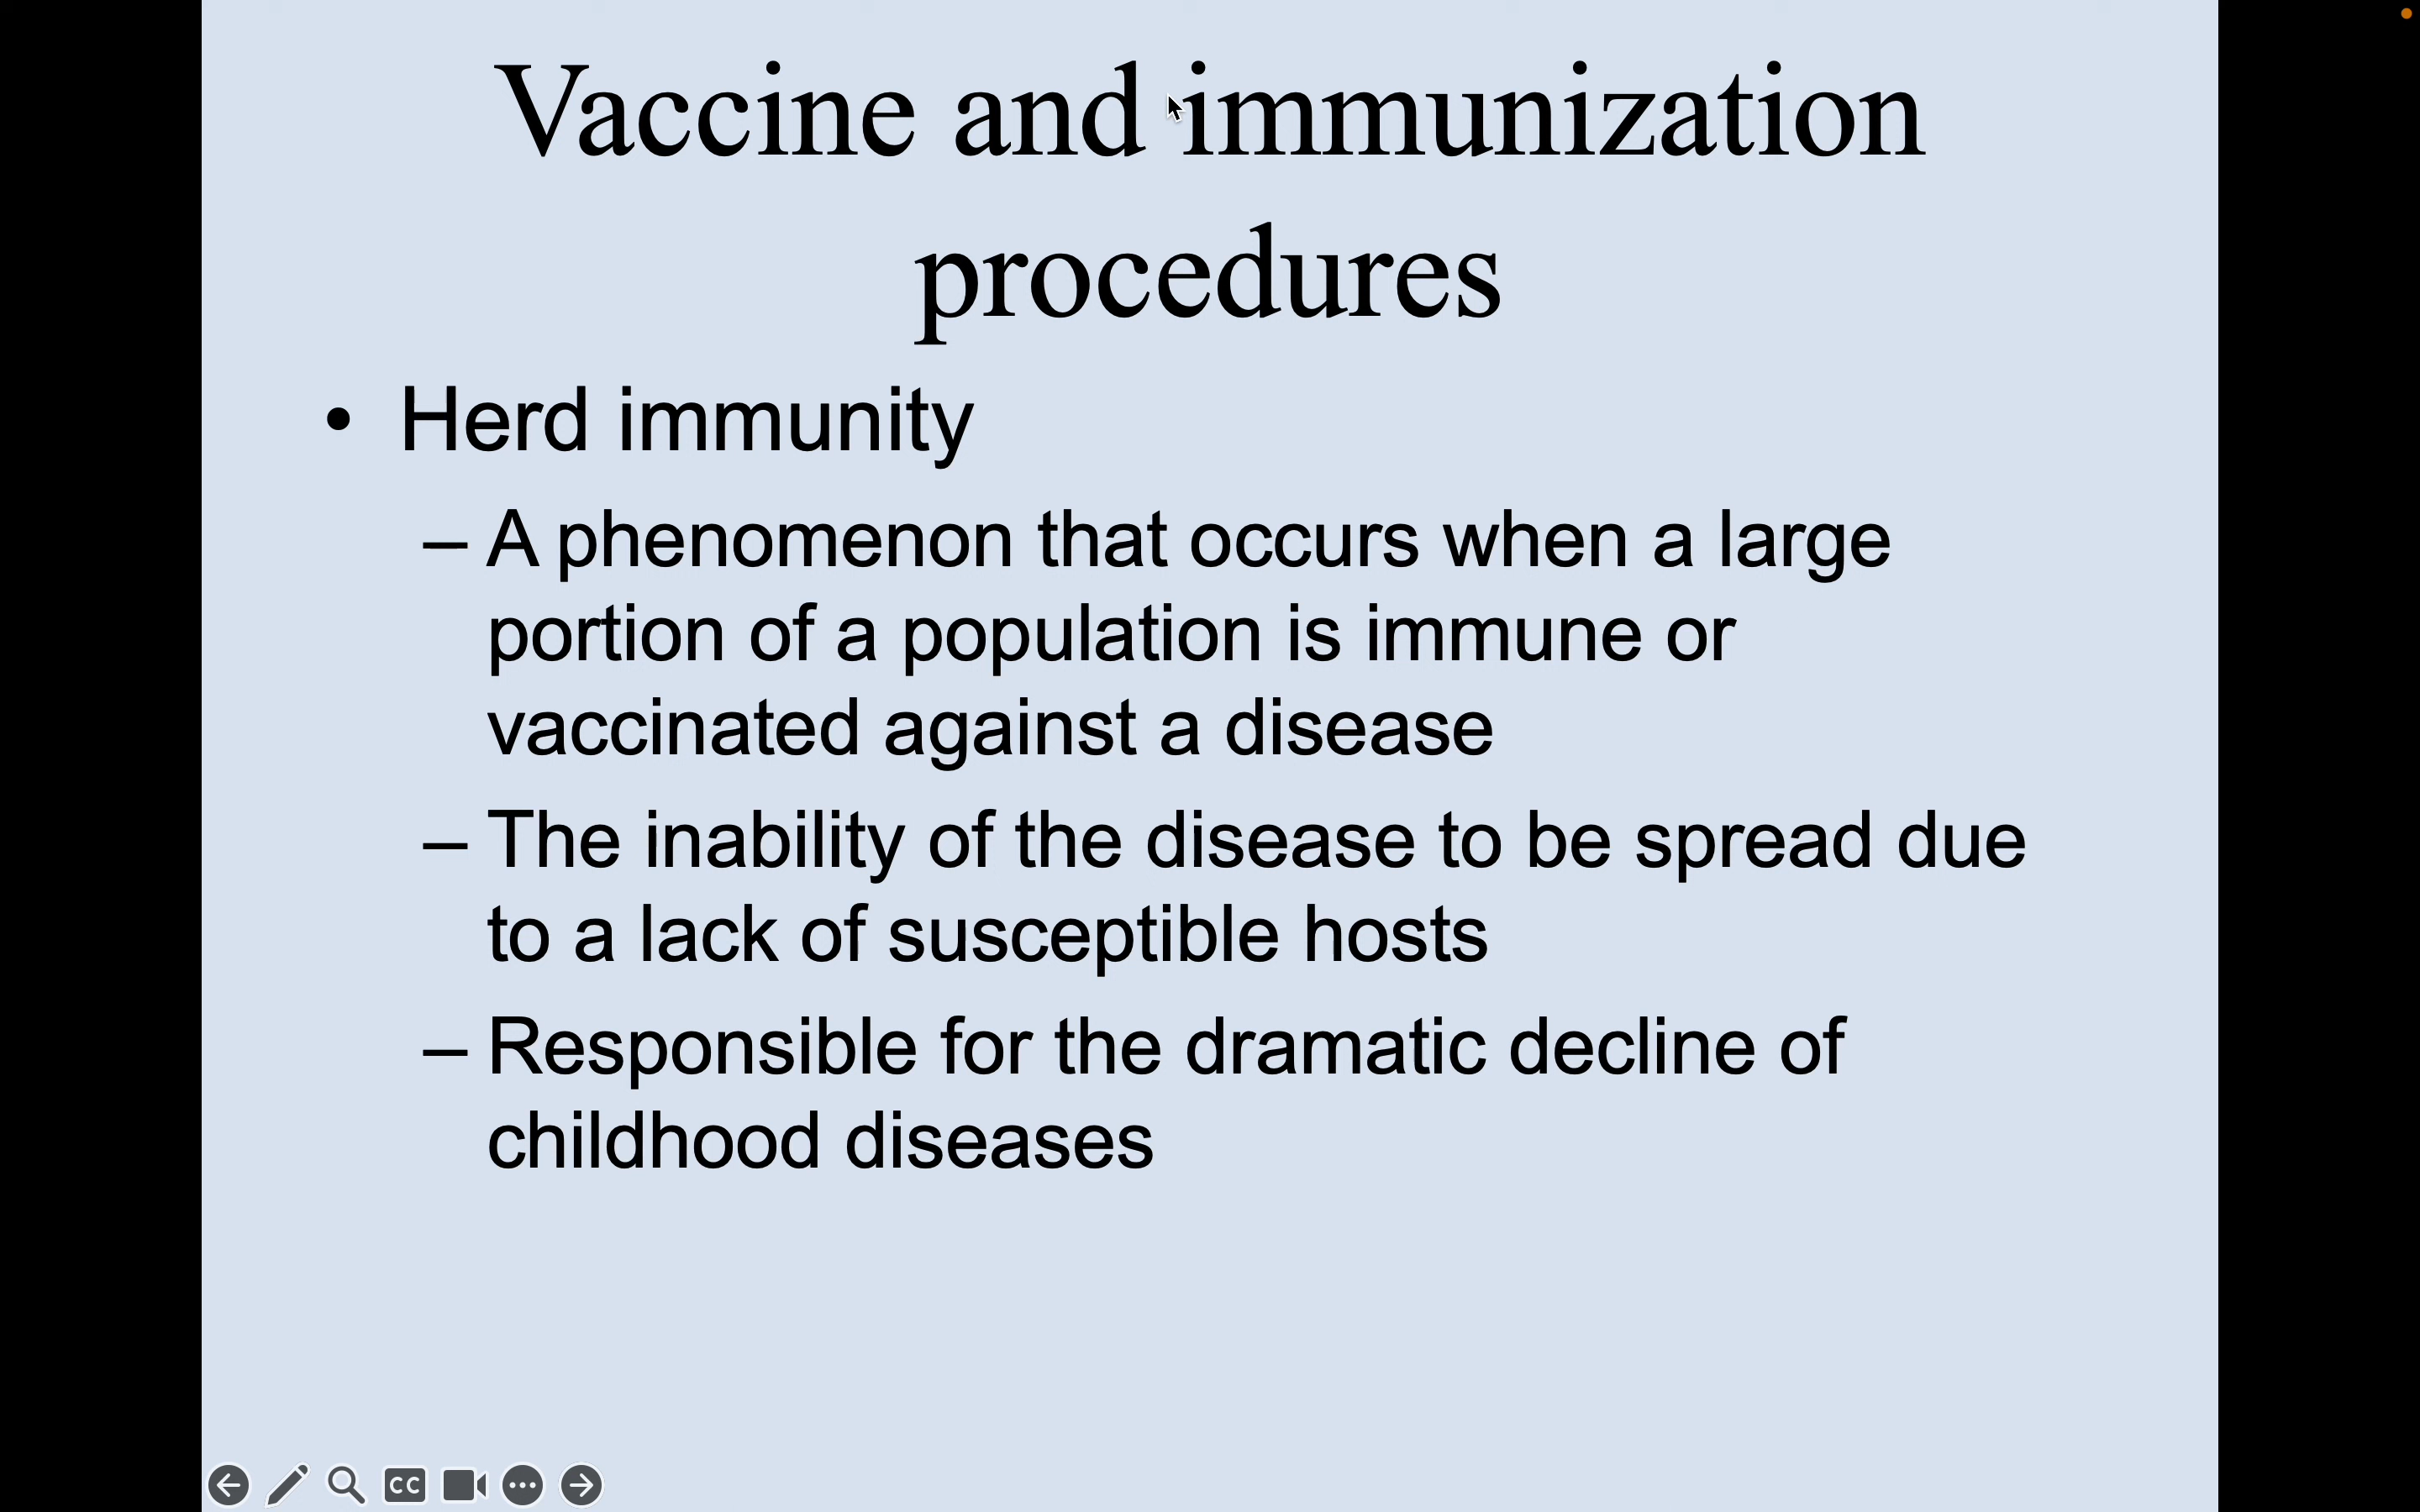 Vaccine and immunization
procedures
• Herd immunity
– A phenomenon that occurs when a large
portion of a population is immune or
vaccinated against a disease
– The inability of the disease to be spread due
to a lack of susceptible hosts
– Responsible for the dramatic decline of
childhood diseases
CC